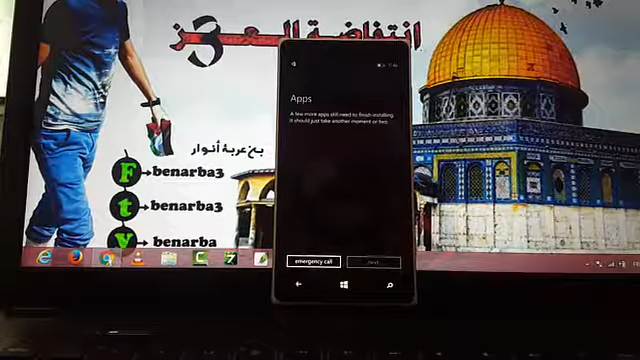 انتفاضة العز
3
Apps
A few more apps still need to finish installing.
It should just take another moment or two.
بن عربة أنوار
F benarba3
t benarba3
benarba
emergency call
next